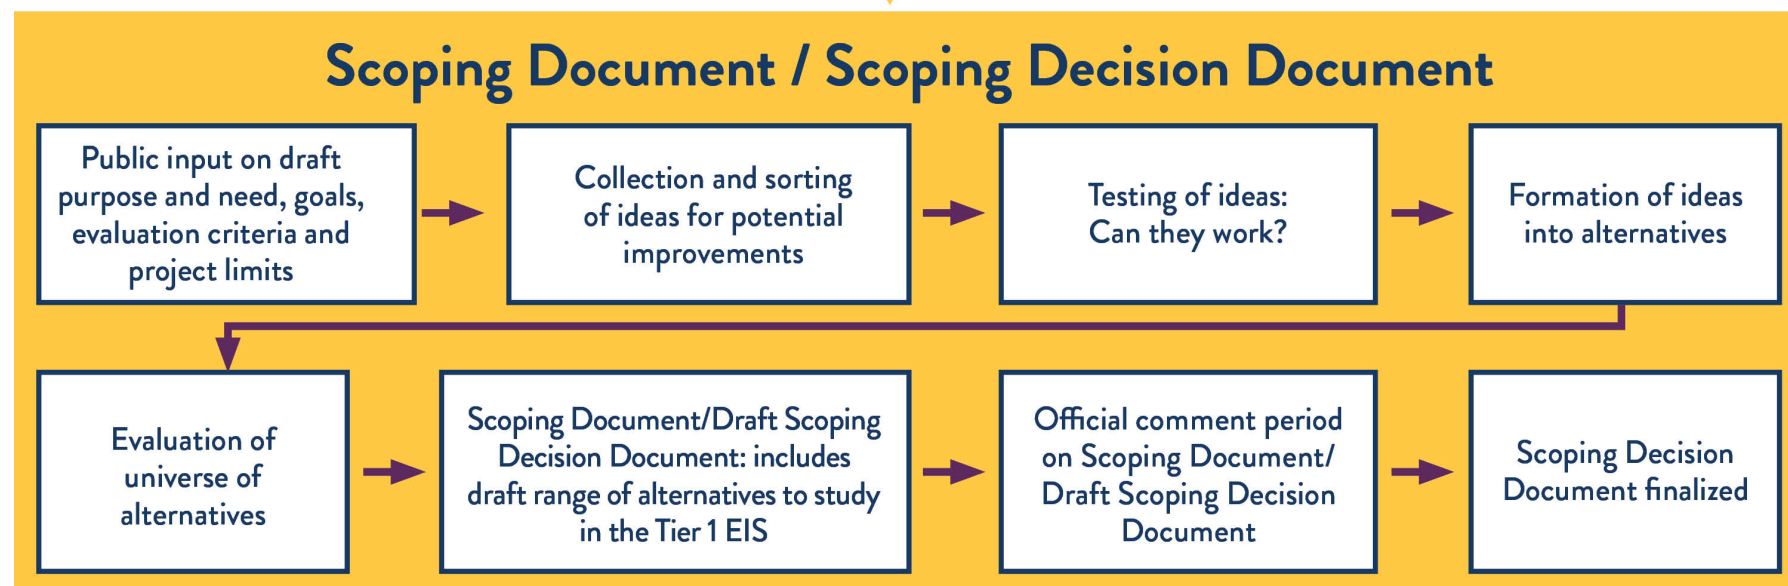 Scoping Document / Scoping Decision Document
Public input on draft
purpose and need, goals,
evaluation criteria and
project limits
Collection and sorting
of ideas for potential
improvements
Testing of ideas:
Can they work?
Formation of ideas
into alternatives
Evaluation of
universe of
alternatives
Scoping Document/Draft Scoping
Decision Document: includes
draft range of alternatives to study
in the Tier 1 EIS
Official comment period
on Scoping Document/
Draft Scoping Decision
Document
Scoping Decision
Document finalized